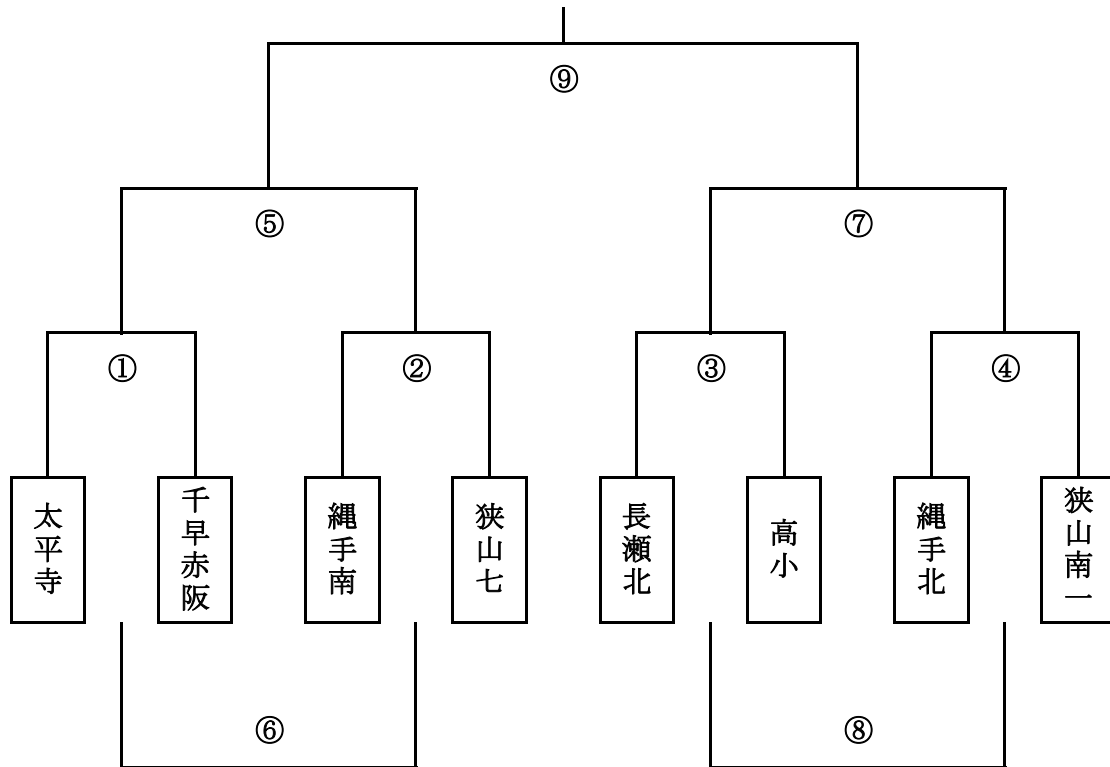 ⑨
⑤
⑦
①
②
③
④
太平寺
千早赤阪
縄手南
狭山七
長瀬北
高小
縄手北
狭山南一
⑥
⑧